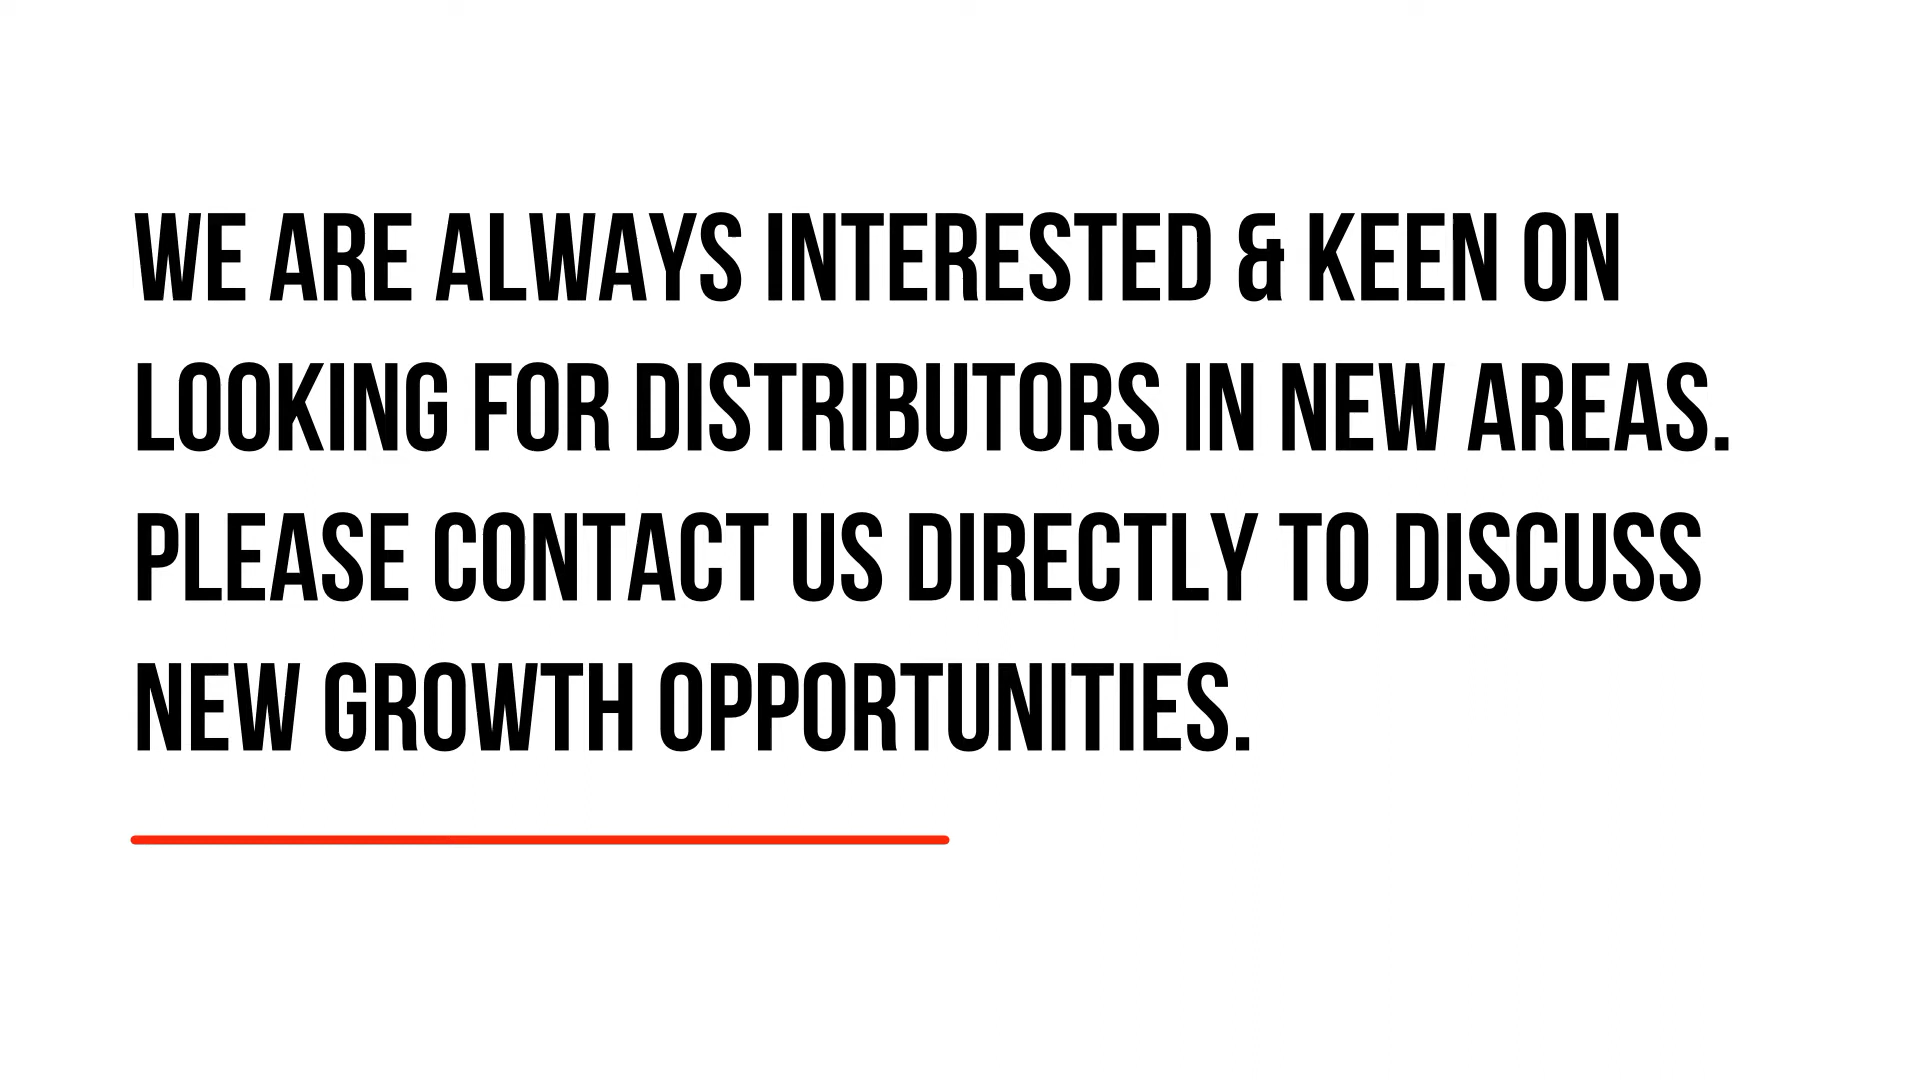 WE ARE ALWAYS INTERESTED & KEEN ON
LOOKING FOR DISTRIBUTORS IN NEW AREAS.
PLEASE CONTACT US DIRECTLY TO DISCUSS
NEW GROWTH OPPORTUNITIES.